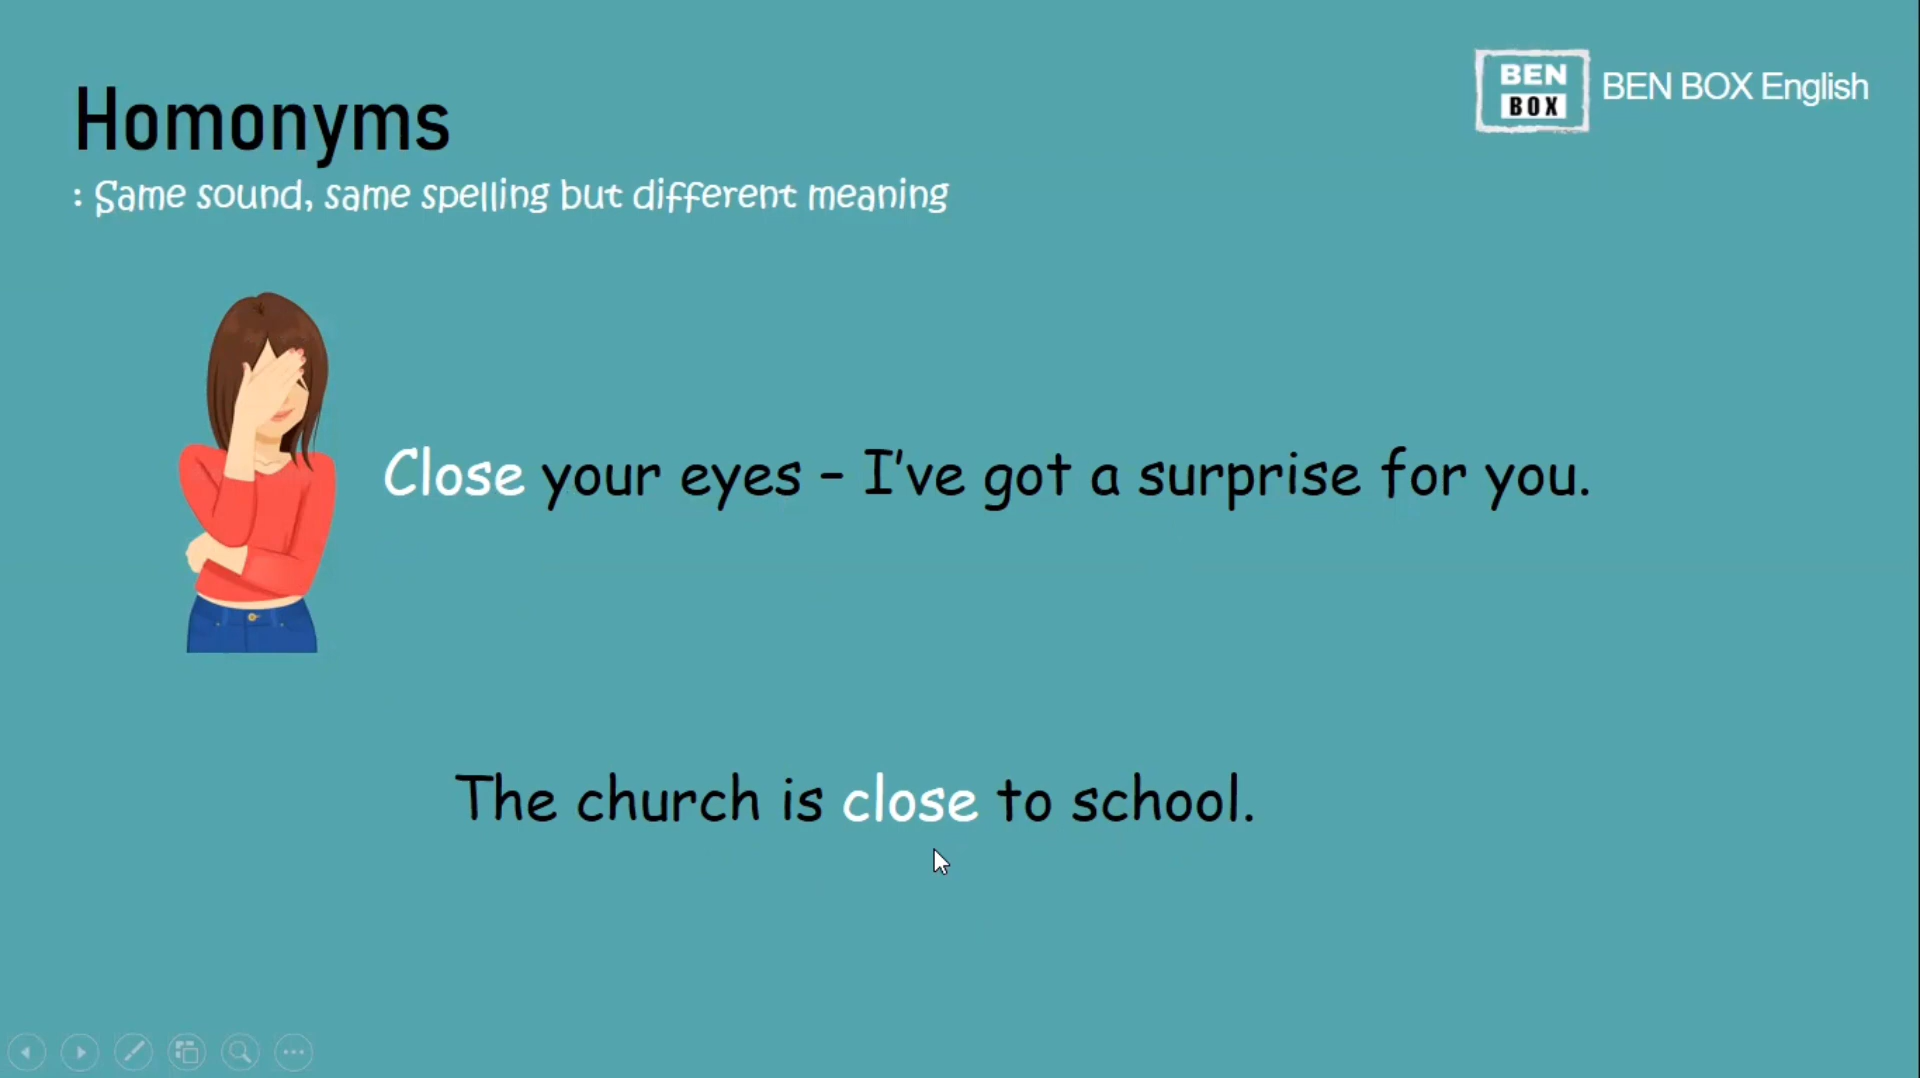 BEN
BOX
BEN BOX English
Homonyms
: Same sound, same spelling but different meaning
Close your eyes – I've got a surprise for you.
The church is close to school.